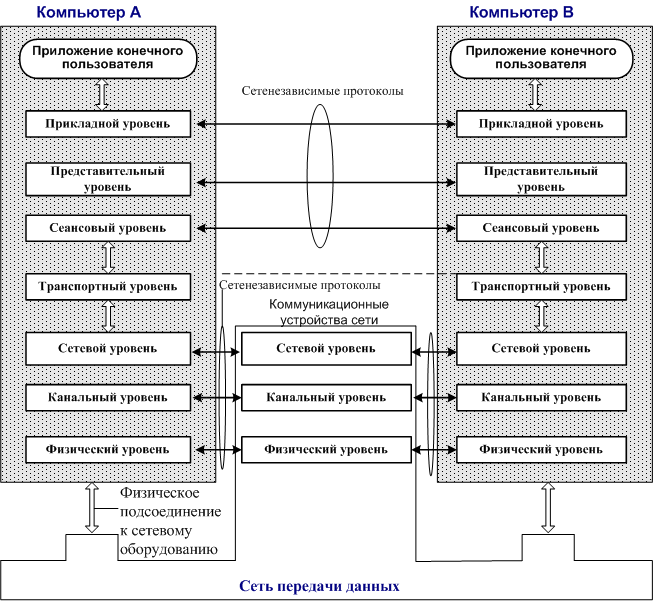 Компьютер А
Компьютер В
Приложение конечного
пользователя
Приложение конечного
пользователя
Сетенезависимые протоколы
Прикладной уровень
Прикладной уровень
Представительный
уровень
Представительный
уровень
Сеансовый уровень
Сеансовый уровень
Транспортный уровень
Сетенезависимые протоколы
Транспортный уровень
Коммуникационные
устройства сети
Сетевой уровень
Сетевой уровень
Сетевой уровень
Канальный уровень
Канальный уровень
Канальный уровень
Физический уровень
Физический уровень
Физический уровень
Физическое
подсоединение
к сетевому
оборудованию
Сеть передачи данных